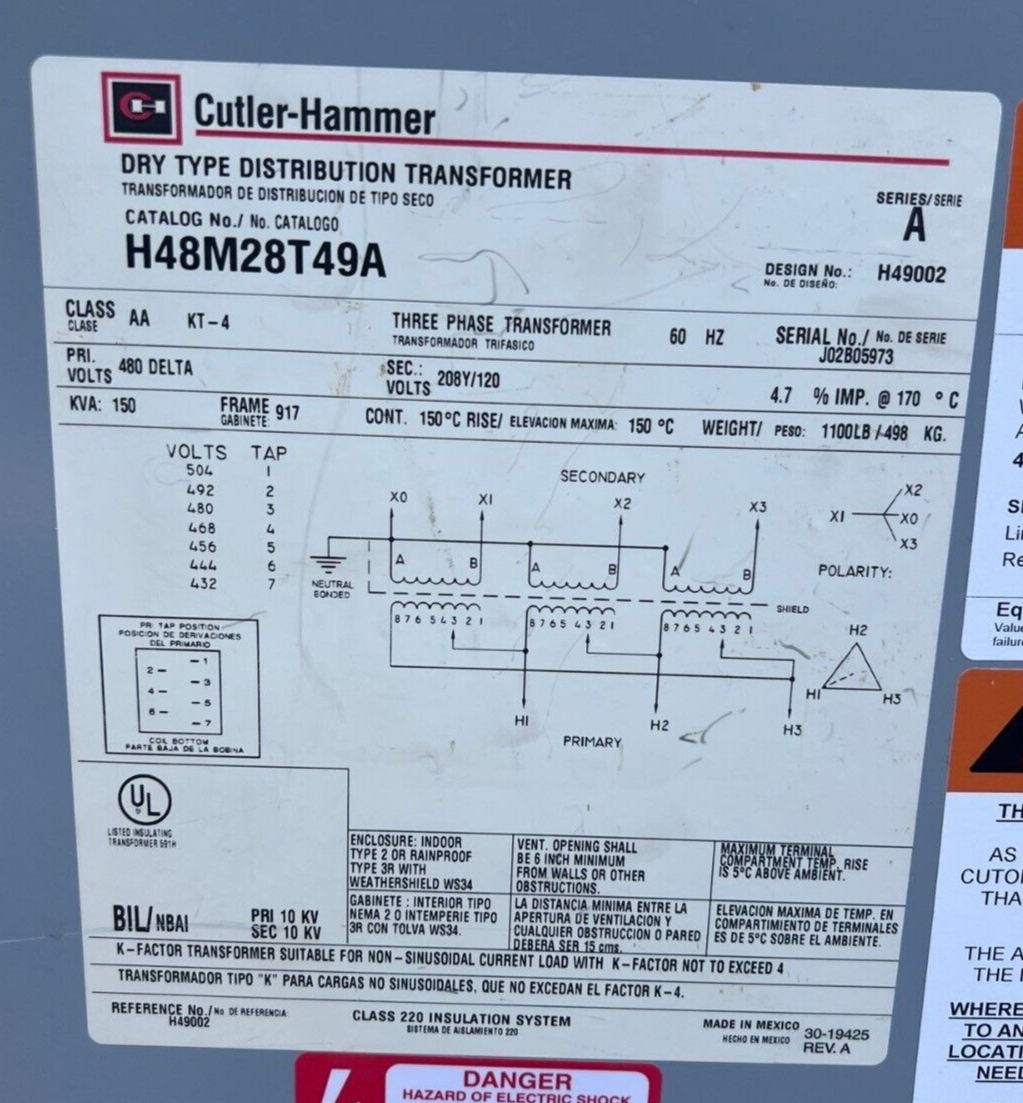 Cutler-Hammer
DRY TYPE DISTRIBUTION TRANSFORMER
TRANSFORMADOR DE DISTRIBUCION DE TIPO SECO
SERIES/SERIE
A
CATALOG No./ No. CATALOGO
H48M28T49A
DESIGN No.: H49002
No. DE DISEÑO:
CLASS AA KT-4 THREE PHASE TRANSFORMER 60 HZ SERIAL No./ No. DE SERIE
CLASE TRANSFORMADOR TRIFASICO J02B05973
PRI. VOLTS 480 DELTA SEC.: VOLTS 208Y/120 4.7 % IMP. @ 170 °C
KVA: 150 FRAME 917 CONT. 150°C RISE/ ELEVACION MAXIMA: 150 °C WEIGHT/ PESO: 1100LB/498 KG.
GABINETE:
VOLTS TAP
504 1
492 2
480 3
468 4
456 5
444 6
432 7
SECONDARY
X0 X1 X2 X3
A B A B A B
NEUTRAL
BONDED
SHIELD
8 7 6 5 4 3 2 1 8 7 6 5 4 3 2 1 8 7 6 5 4 3 2 1
H1 H2 H3
PRIMARY
X2
X1 X0
X3
POLARITY:
H2
H1 H3
PRI TAP POSITION
POSICION DE DERIVACIONES
DEL PRIMARIO
- 1
2 -
- 3
4 -
- 5
6 -
- 7
COIL BOTTOM
PARTE BAJA DE LA BOBINA
UL
LISTED INSULATING
TRANSFORMER 591H
BIL/NBAI PRI 10 KV
SEC 10 KV
ENCLOSURE: INDOOR
TYPE 2 OR RAINPROOF
TYPE 3R WITH
WEATHERSHIELD WS34
VENT. OPENING SHALL
BE 6 INCH MINIMUM
FROM WALLS OR OTHER
OBSTRUCTIONS.
MAXIMUM TERMINAL
COMPARTMENT TEMP. RISE
IS 5°C ABOVE AMBIENT.
GABINETE : INTERIOR TIPO
NEMA 2 O INTEMPERIE TIPO
3R CON TOLVA WS34.
LA DISTANCIA MINIMA ENTRE LA
APERTURA DE VENTILACION Y
CUALQUIER OBSTRUCCION O PARED
DEBERA SER 15 cms.
ELEVACION MAXIMA DE TEMP. EN
COMPARTIMIENTO DE TERMINALES
ES DE 5°C SOBRE EL AMBIENTE.
K-FACTOR TRANSFORMER SUITABLE FOR NON-SINUSOIDAL CURRENT LOAD WITH K-FACTOR NOT TO EXCEED 4
TRANSFORMADOR TIPO "K" PARA CARGAS NO SINUSOIDALES, QUE NO EXCEDAN EL FACTOR K-4.
REFERENCE No./No DE REFERENCIA:
H49002
CLASS 220 INSULATION SYSTEM
SISTEMA DE AISLAMIENTO 220
MADE IN MEXICO
HECHO EN MEXICO
30-19425
REV. A
DANGER
HAZARD OF ELECTRIC SHOCK
Eq
Value
failur
TH
AS
CUTO
THA
THE A
THE
WHERE
TO AN
LOCATI
NEED